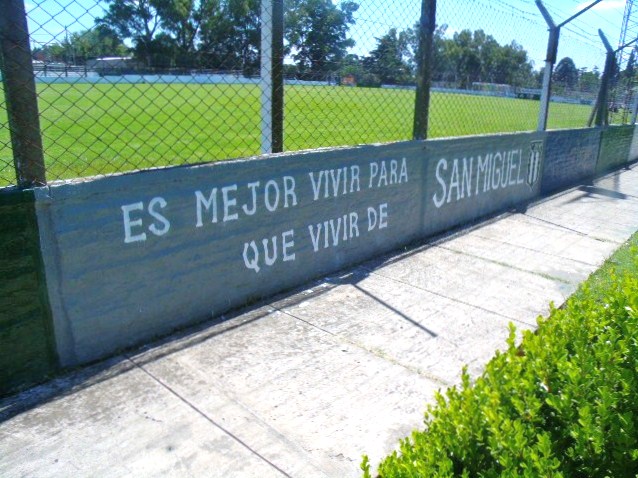 ES MEJOR VIVIR PARA
QUE VIVIR DE
SAN MIGUEL